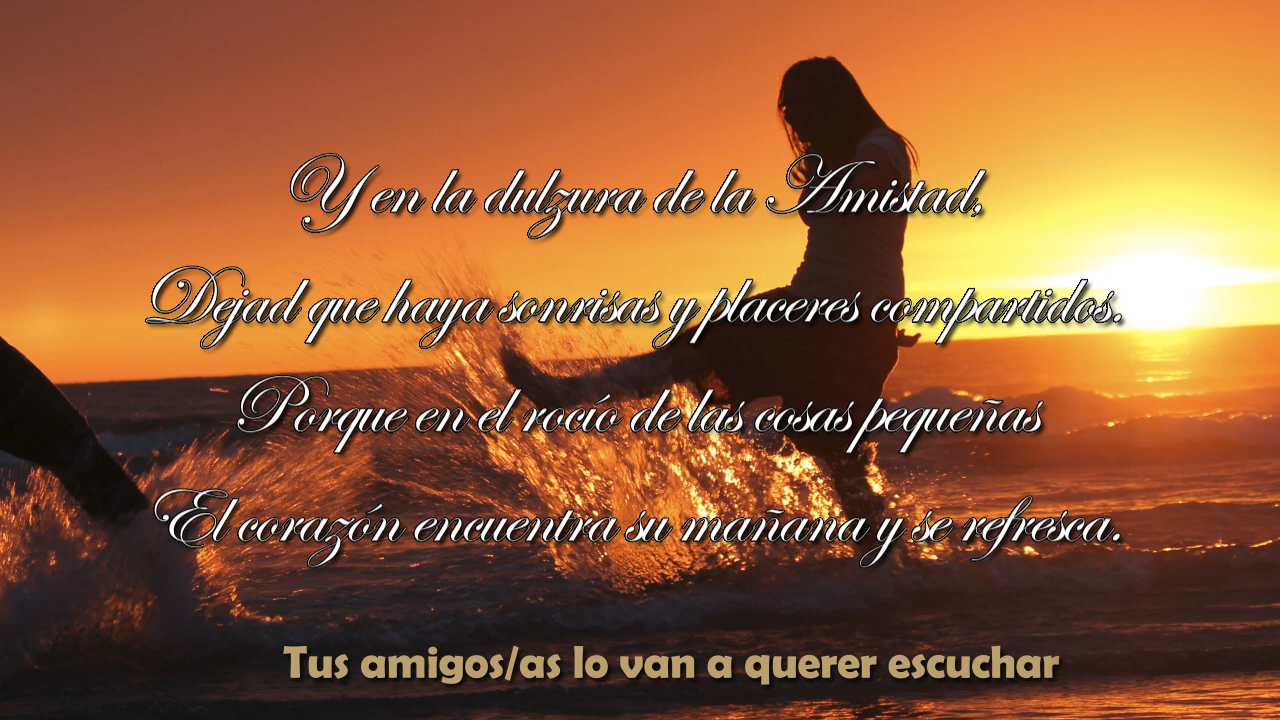 Y en la dulzura de la Amistad,
Dejad que haya sonrisas y placeres compartidos.
Porque en el rocío de las cosas pequeñas
El corazón encuentra su mañana y se refresca.
Tus amigos/as lo van a querer escuchar